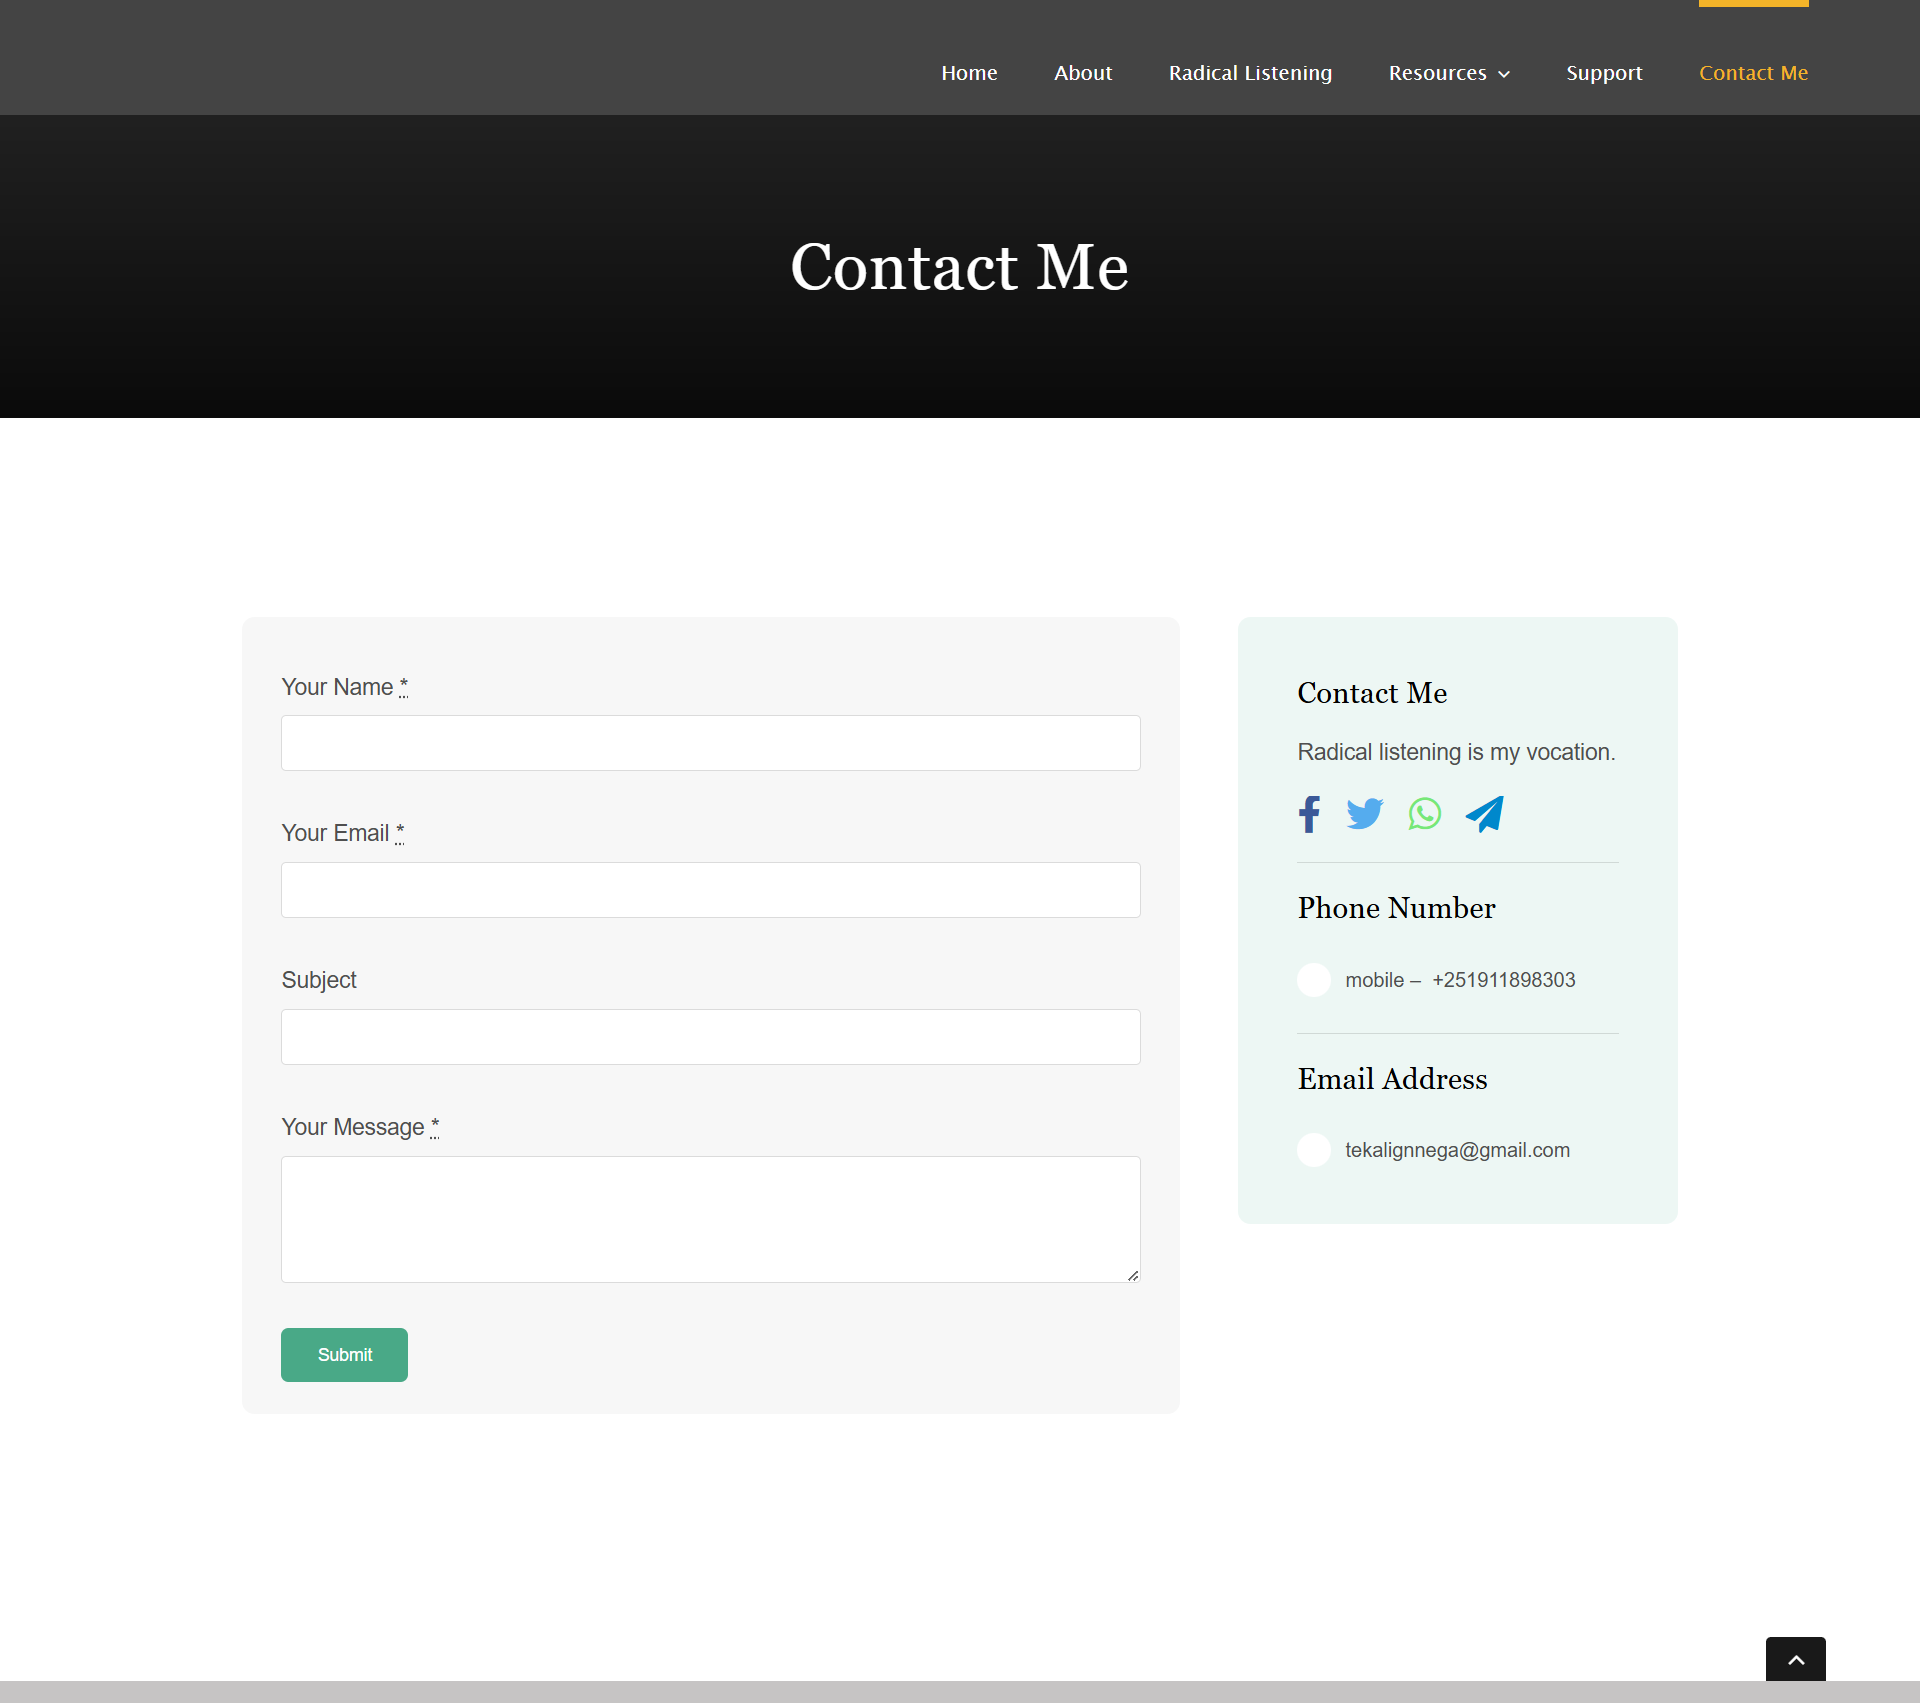 Home About Radical Listening Resources Support Contact Me
Contact Me
Your Name *
Your Email *
Subject
Your Message *
Submit
Contact Me
Radical listening is my vocation.
Phone Number
mobile – +251911898303
Email Address
tekalignnega@gmail.com